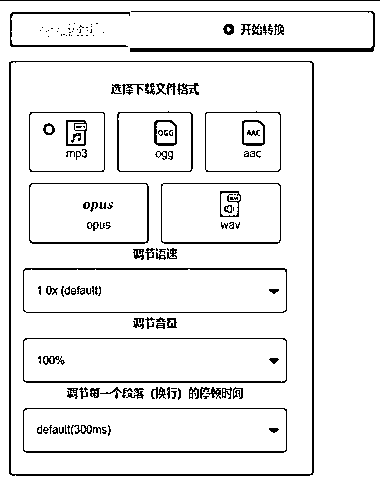 开始转换
选择下载文件格式
OGG AAC
mp3 ogg aac
opus
opus wav
调节语速
1.0x (default)
调节音量
100%
调节每一个段落（换行）的停顿时间
default(300ms)